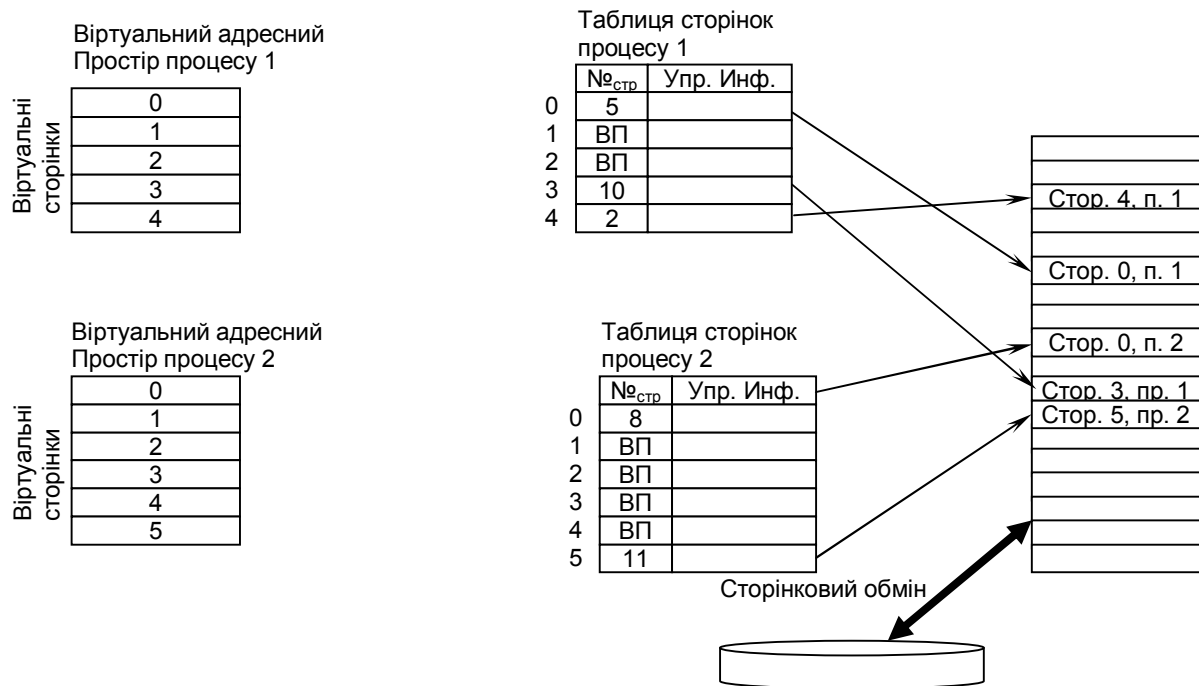 Віртуальний адресний
Простір процесу 1
Віртуальні
сторінки
0
1
2
3
4
Таблиця сторінок
процесу 1
№стр Упр. Инф.
0 5
1 ВП
2 ВП
3 10
4 2
Стор. 4, п. 1
Стор. 0, п. 1
Стор. 0, п. 2
Стор. 3, пр. 1
Стор. 5, пр. 2
Віртуальний адресний
Простір процесу 2
Віртуальні
сторінки
0
1
2
3
4
5
Таблиця сторінок
процесу 2
№стр Упр. Инф.
0 8
1 ВП
2 ВП
3 ВП
4 ВП
5 11
Сторінковий обмін